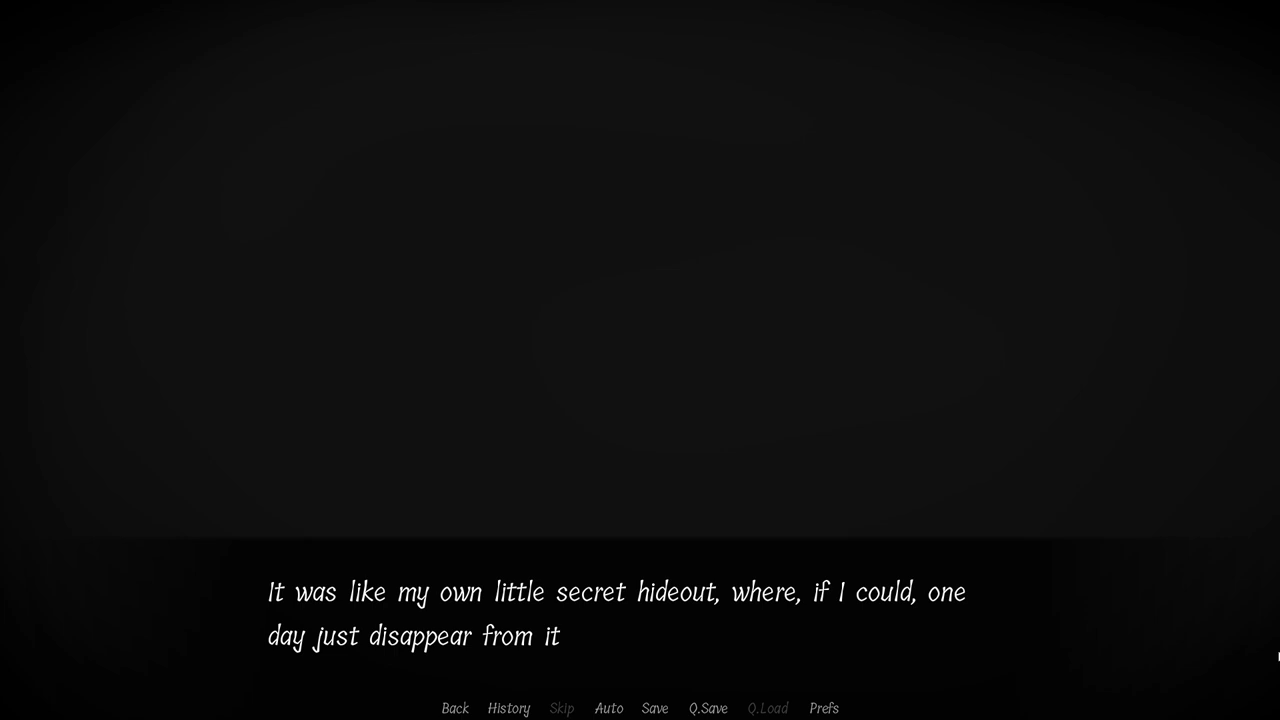 It was like my own little secret hideout, where, if I could, one
day just disappear from it
Back History Skip Auto Save Q.Save Q.Load Prefs